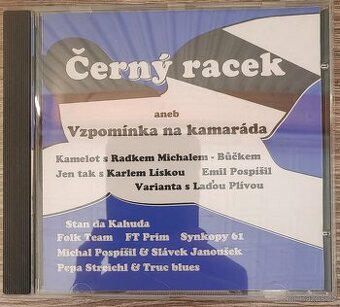 Černý racek
aneb
Vzpomínka na kamaráda
Kamelot s Radkem Michalem - Bůčkem
Jen tak s Karlem Liskou Emil Pospíšil
Varianta s Laďou Plívou
Stan da Kahuda
Folk Team FT Prim Synkopy 61
Michal Pospíšil & Slávek Janoušek
Pepa Streichl & Truc blues